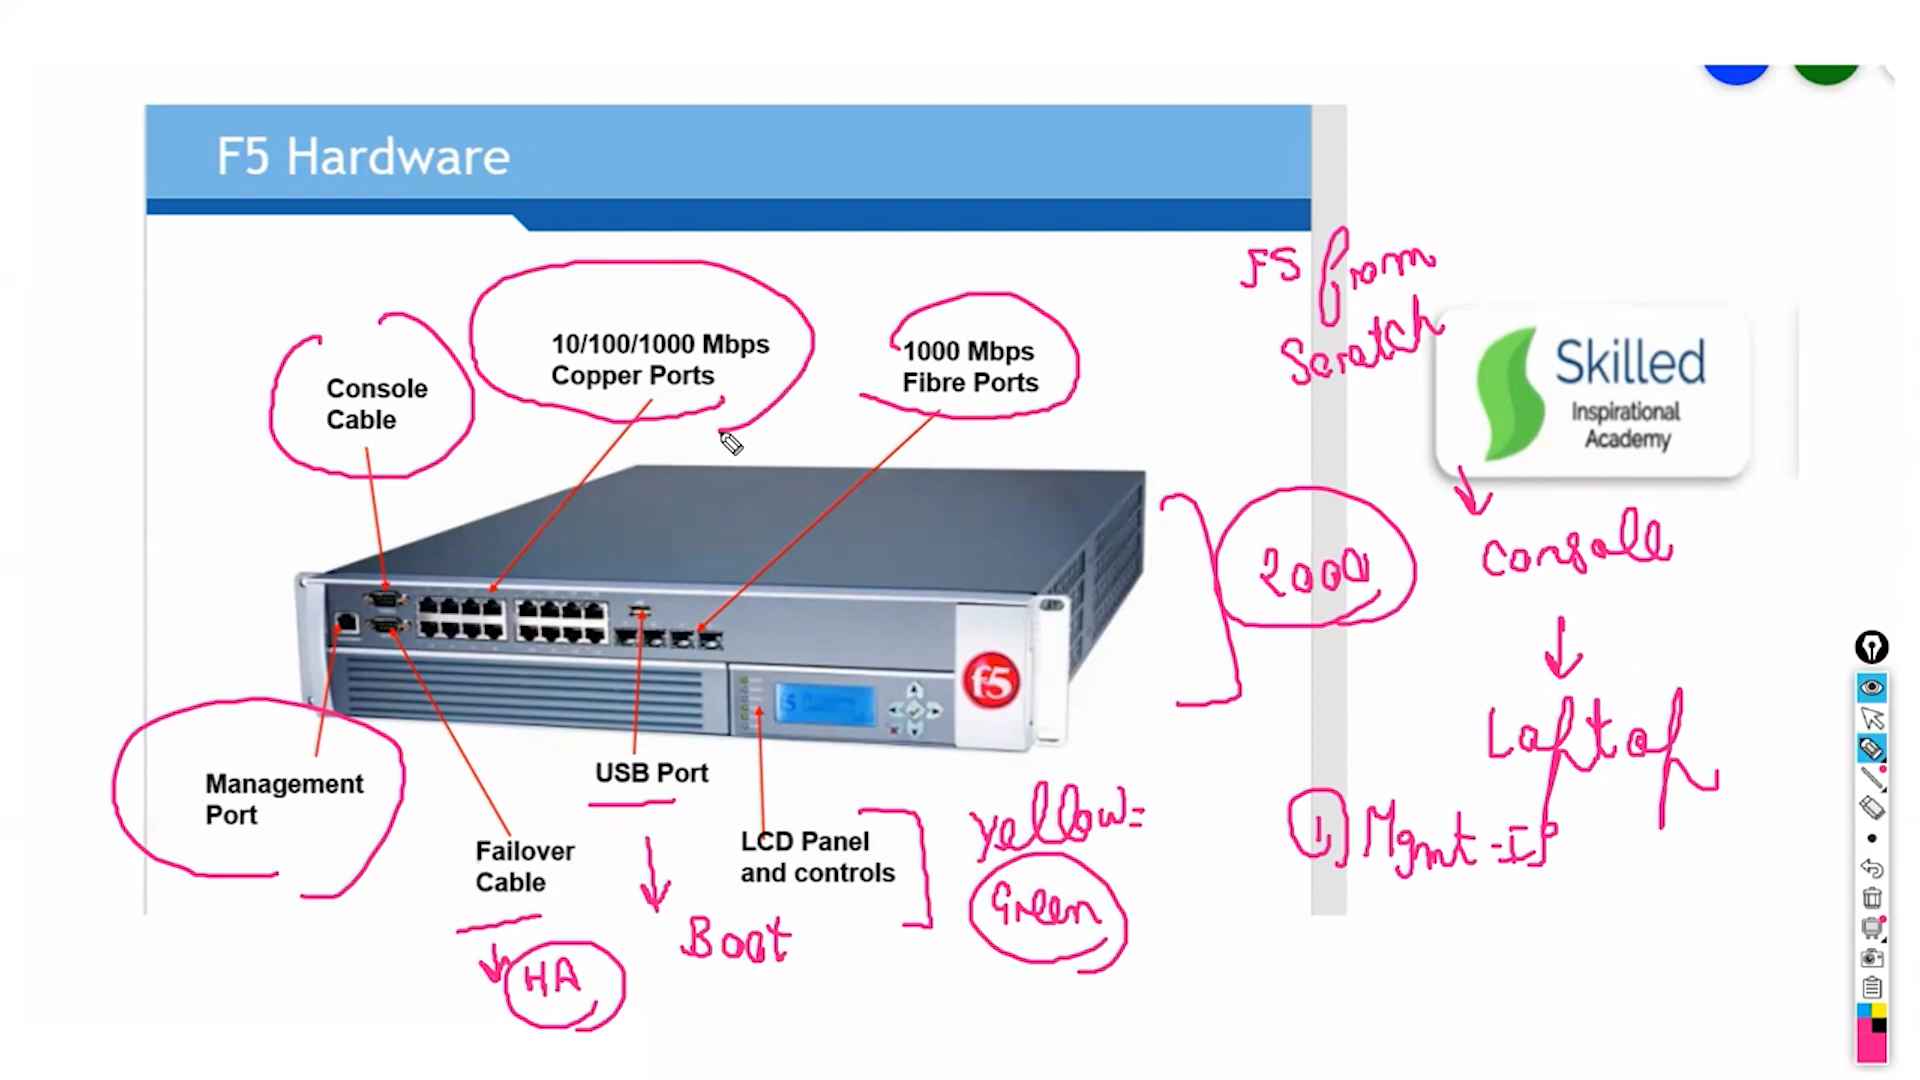 F5 Hardware
F5 from
Scratch
10/100/1000 Mbps
Copper Ports
1000 Mbps
Fibre Ports
Console
Cable
Skilled
Inspirational
Academy
Console
2000
f5
Laptop
Management
Port
USB Port
Failover
Cable
LCD Panel
and controls
Yellow=
Green
1) Mgmt-IP
Boot
HA